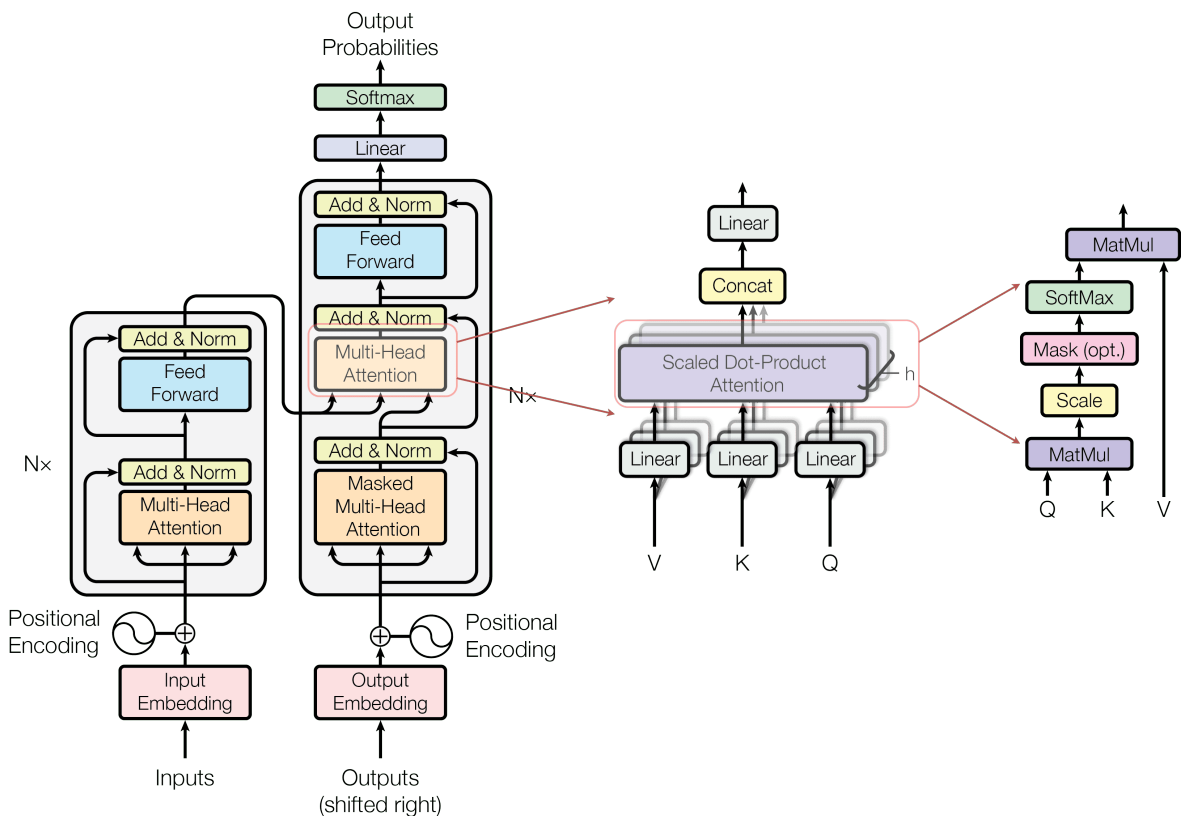 Output
Probabilities
Softmax
Linear
Add & Norm
Feed
Forward
Add & Norm
Multi-Head
Attention
Nx
Add & Norm
Masked
Multi-Head
Attention
Positional
Encoding
Output
Embedding
Outputs
(shifted right)
Add & Norm
Feed
Forward
Nx
Add & Norm
Multi-Head
Attention
Positional
Encoding
Input
Embedding
Inputs
Linear
Concat
Scaled Dot-Product
Attention
h
Linear
Linear
Linear
V
K
Q
MatMul
SoftMax
Mask (opt.)
Scale
MatMul
Q
K
V